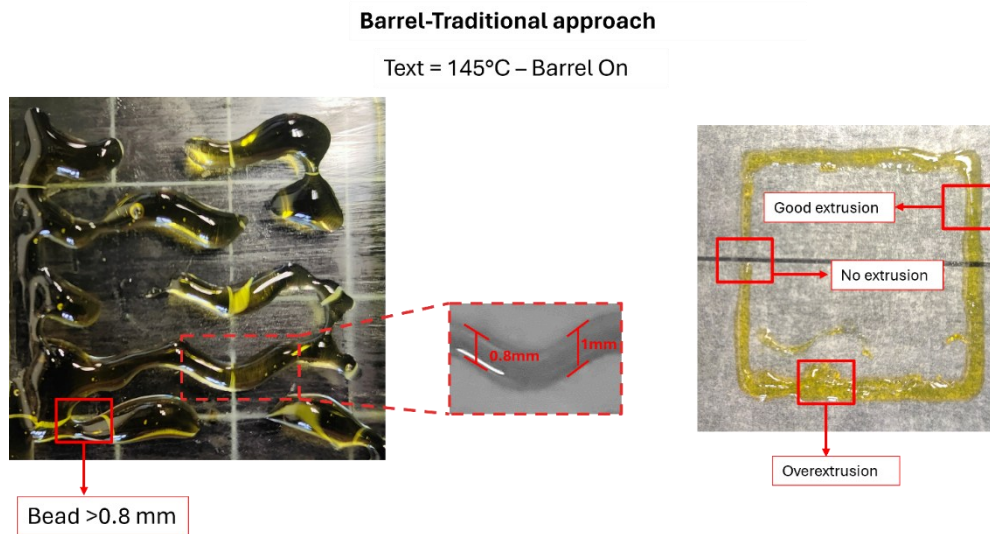 Barrel-Traditional approach
Text = 145°C – Barrel On
Good extrusion
No extrusion
0.8mm
1mm
Overextrusion
Bead >0.8 mm